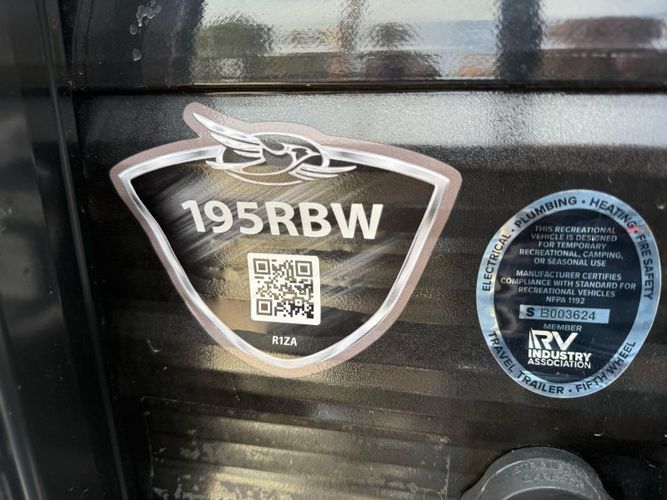 195RBW
R1ZA
ELECTRICAL · PLUMBING · HEATING · FIRE SAFETY
THIS RECREATIONAL
VEHICLE IS DESIGNED
FOR TEMPORARY
RECREATIONAL, CAMPING,
OR SEASONAL USE
MANUFACTURER CERTIFIES
COMPLIANCE WITH STANDARD FOR
RECREATIONAL VEHICLES
NFPA 1192
S B003624
MEMBER
RV
INDUSTRY
ASSOCIATION
TRAVEL TRAILER · FIFTH WHEEL